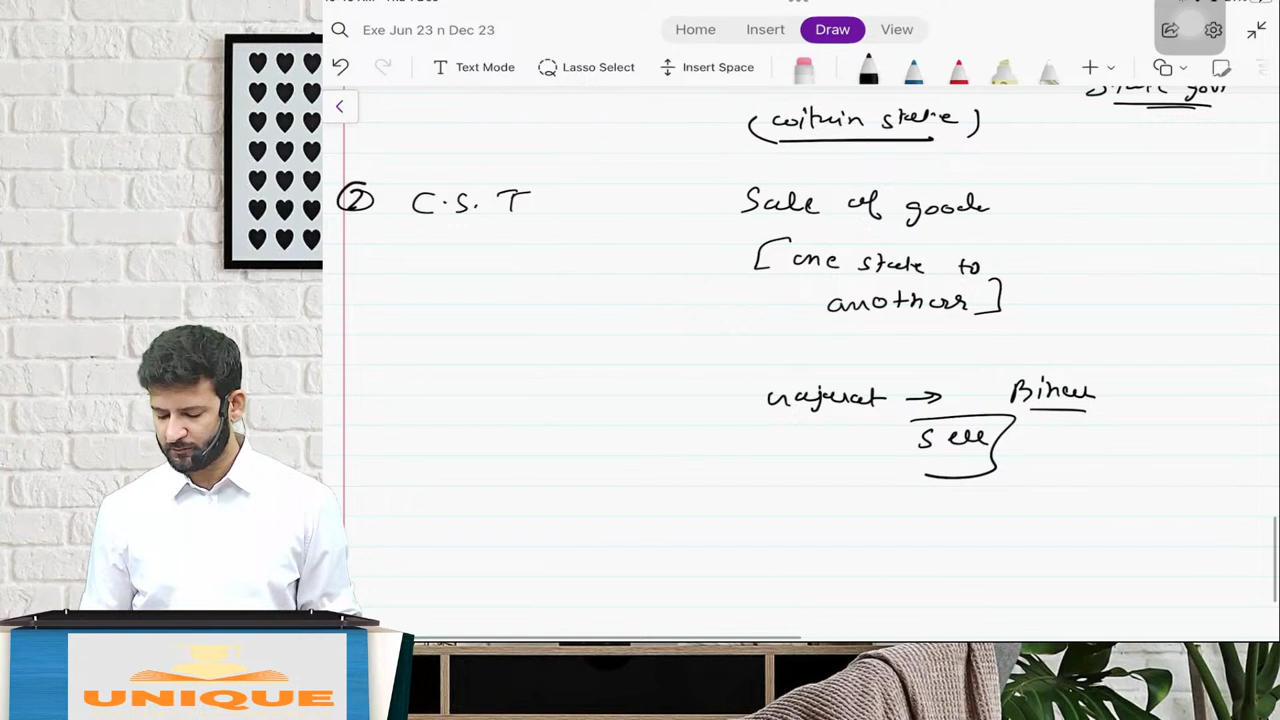 Exe Jun 23 n Dec 23
Home Insert Draw View
Text Mode Lasso Select Insert Space
(within state)
② C.S.T Sale of goods
[one state to
another]
Gujarat → Bihar
Sell
UNIQUE